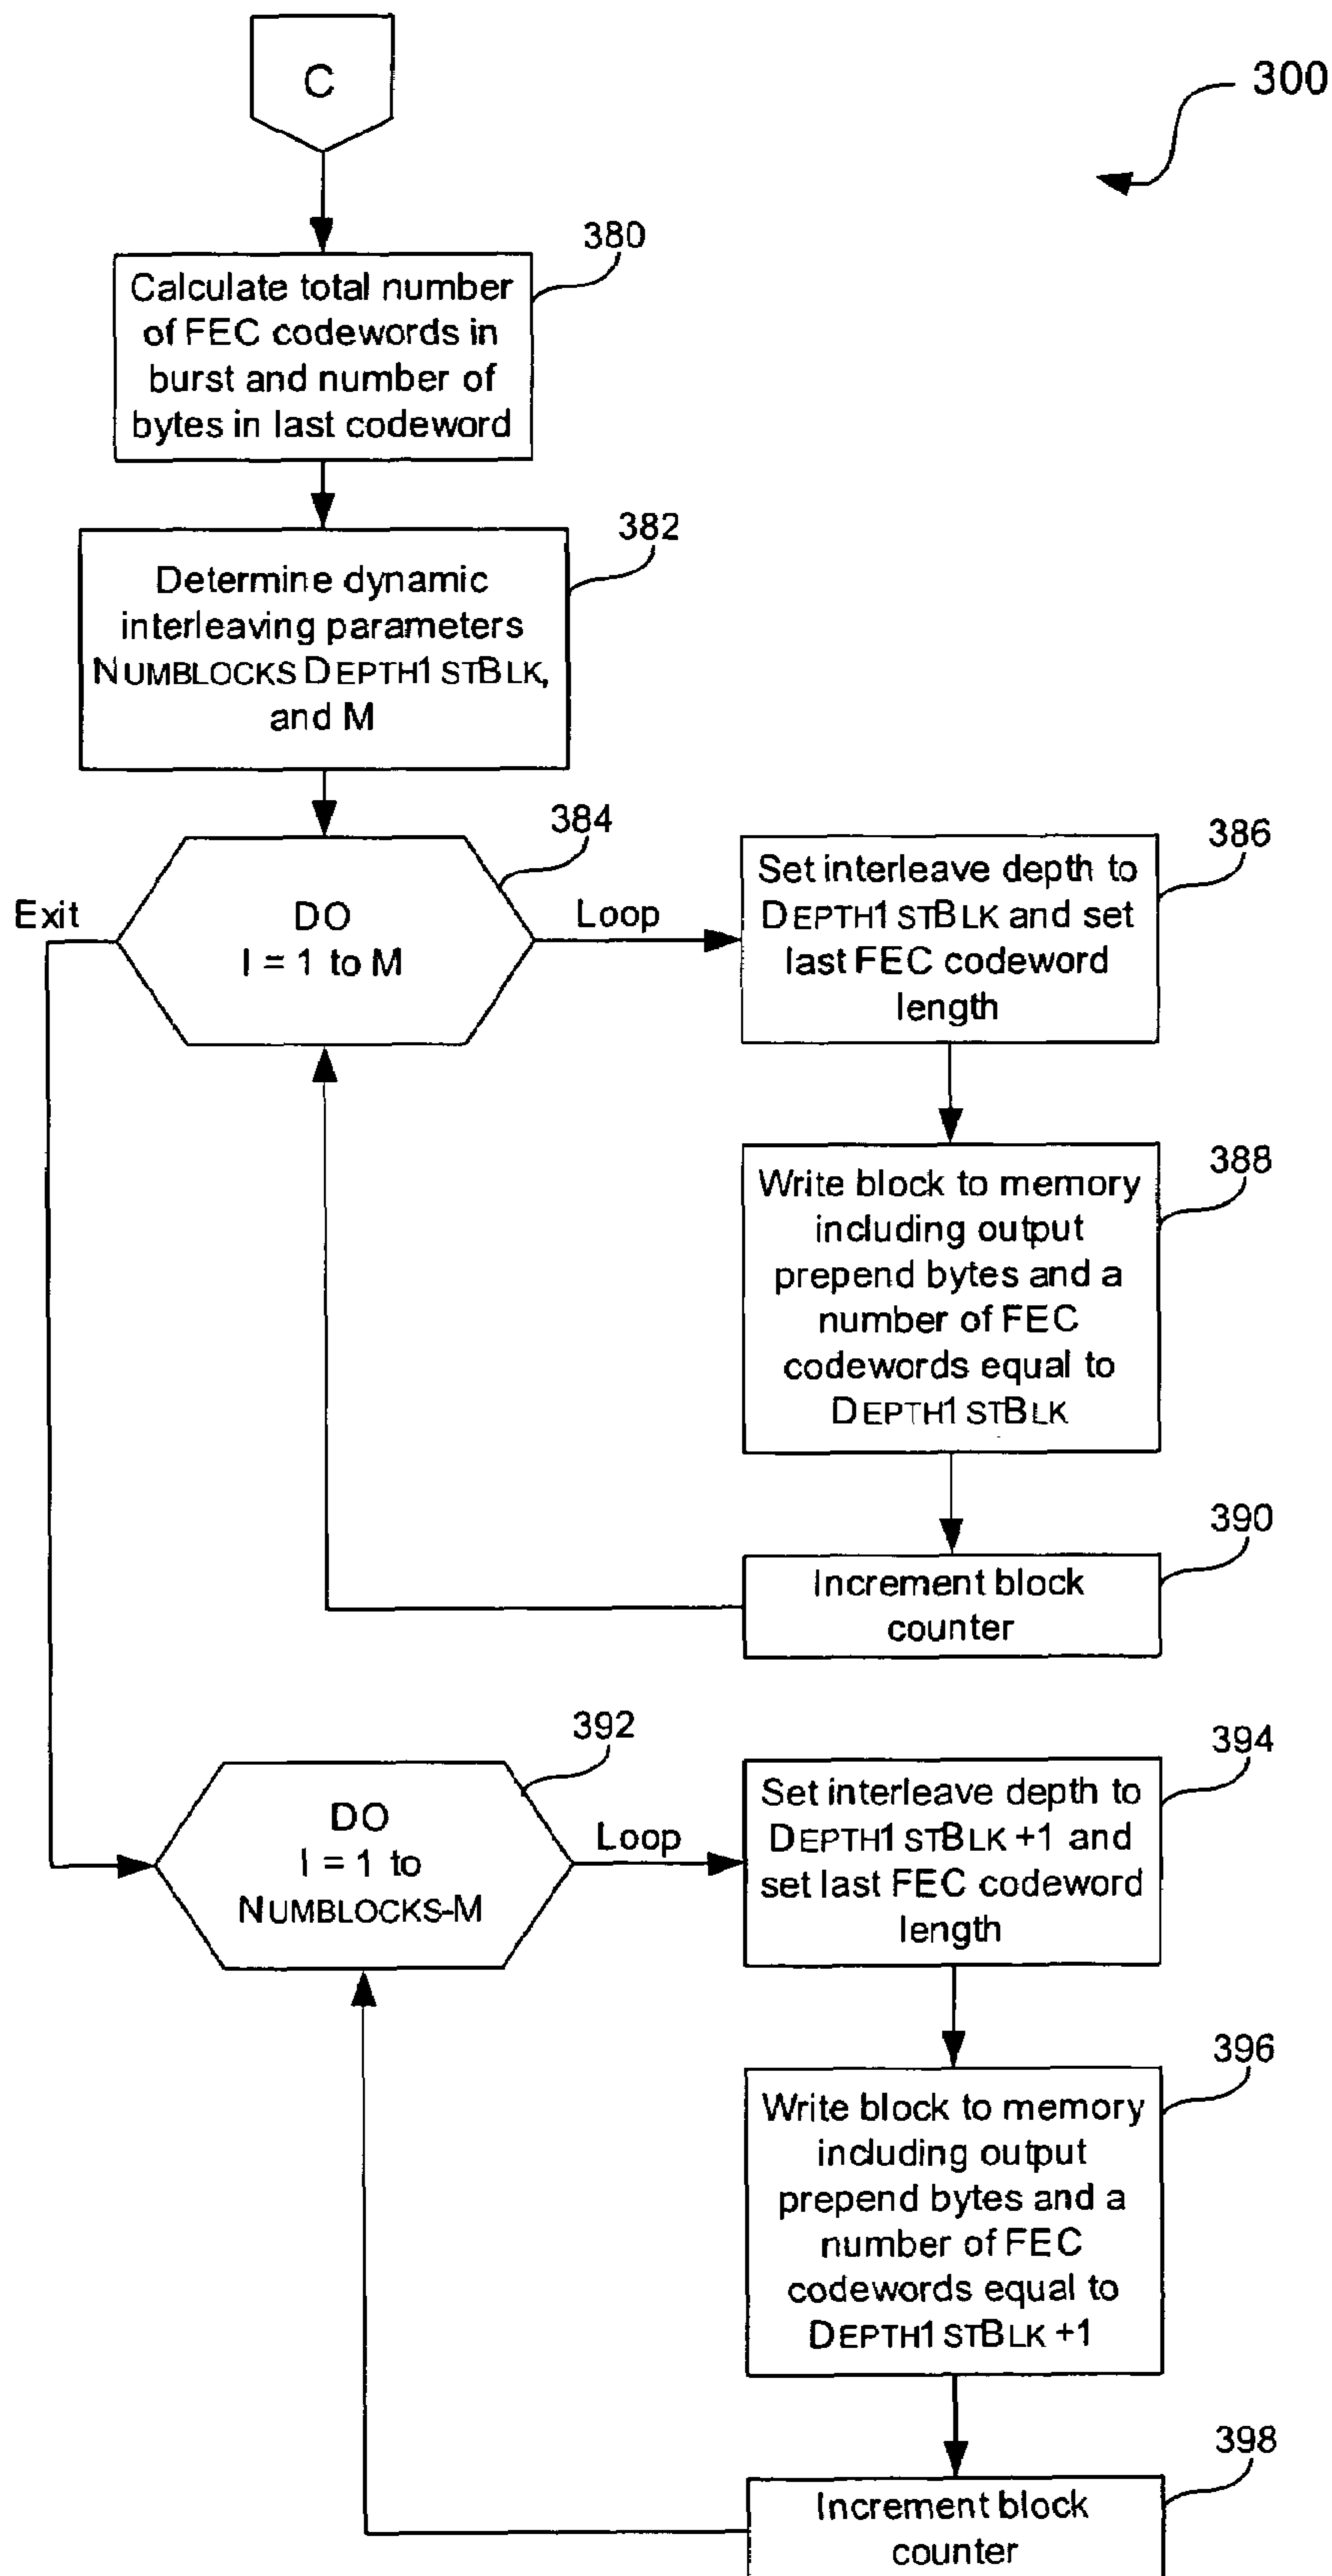 C
300
380
Calculate total number
of FEC codewords in
burst and number of
bytes in last codeword
382
Determine dynamic
interleaving parameters
NUMBLOCKS DEPTH1STBLK,
and M
384
DO
I = 1 to M
Exit
Loop
386
Set interleave depth to
DEPTH1STBLK and set
last FEC codeword
length
388
Write block to memory
including output
prepend bytes and a
number of FEC
codewords equal to
DEPTH1STBLK
390
Increment block
counter
392
DO
I = 1 to
NUMBLOCKS-M
Loop
394
Set interleave depth to
DEPTH1STBLK +1 and
set last FEC codeword
length
396
Write block to memory
including output
prepend bytes and a
number of FEC
codewords equal to
DEPTH1STBLK +1
398
Increment block
counter